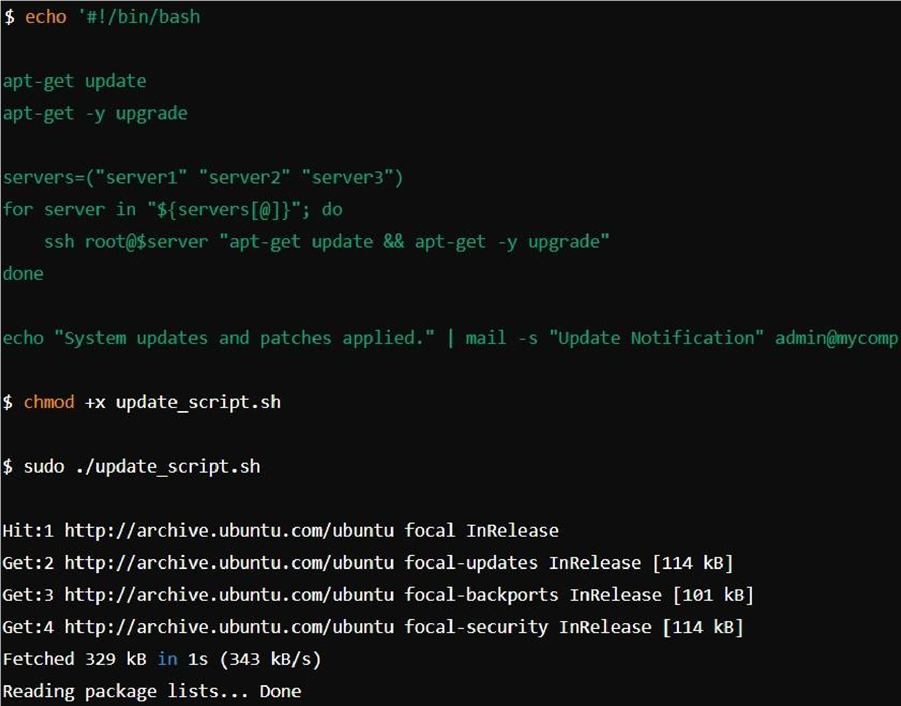 $ echo '#!/bin/bash
apt-get update
apt-get -y upgrade
servers=("server1" "server2" "server3")
for server in "${servers[@]}"; do
    ssh root@$server "apt-get update && apt-get -y upgrade"
done
echo "System updates and patches applied." | mail -s "Update Notification" admin@mycomp
$ chmod +x update_script.sh
$ sudo ./update_script.sh
Hit:1 http://archive.ubuntu.com/ubuntu focal InRelease
Get:2 http://archive.ubuntu.com/ubuntu focal-updates InRelease [114 kB]
Get:3 http://archive.ubuntu.com/ubuntu focal-backports InRelease [101 kB]
Get:4 http://archive.ubuntu.com/ubuntu focal-security InRelease [114 kB]
Fetched 329 kB in 1s (343 kB/s)
Reading package lists... Done